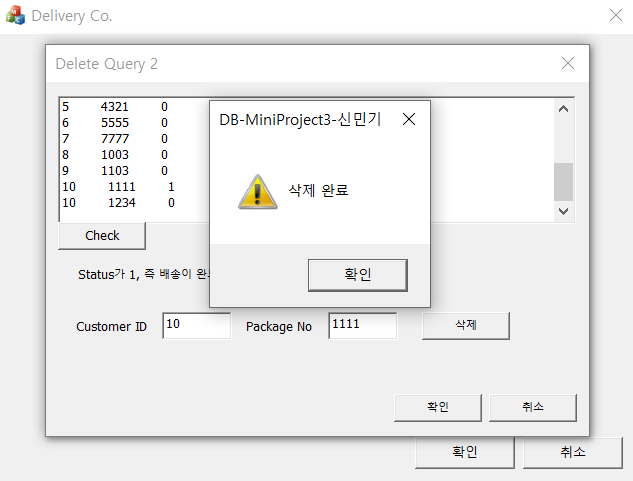 Delivery Co.
Delete Query 2
5 4321 0
6 5555 0
7 7777 0
8 1003 0
9 1103 0
10 1111 1
10 1234 0
DB-MiniProject3-신민기
삭제 완료
확인
Check
Status가 1, 즉 배송이
Customer ID 10 Package No 1111 삭제
확인 취소
확인 취소